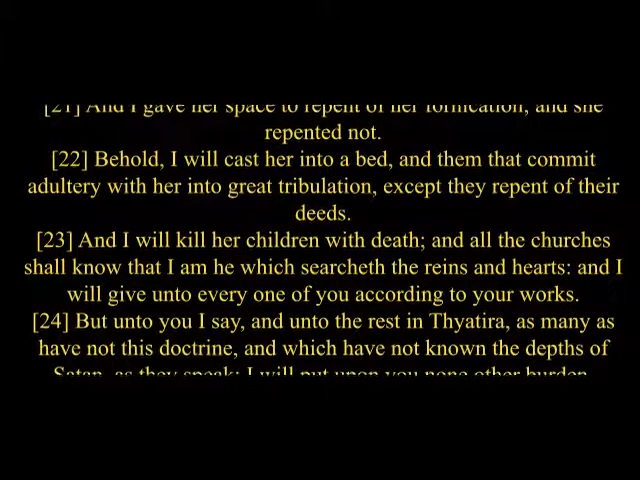 [21] And I gave her space to repent of her fornication; and she
repented not.
[22] Behold, I will cast her into a bed, and them that commit
adultery with her into great tribulation, except they repent of their
deeds.
[23] And I will kill her children with death; and all the churches
shall know that I am he which searcheth the reins and hearts: and I
will give unto every one of you according to your works.
[24] But unto you I say, and unto the rest in Thyatira, as many as
have not this doctrine, and which have not known the depths of
Satan, as they speak; I will put upon you none other burden.